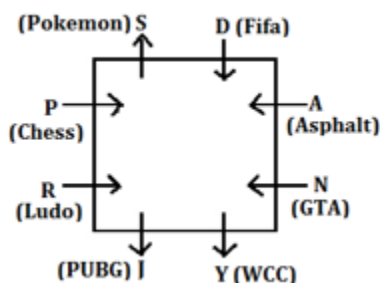 (Pokemon) S
D (Fifa)
P
(Chess)
A
(Asphalt)
R
(Ludo)
N
(GTA)
(PUBG) J
Y (WCC)